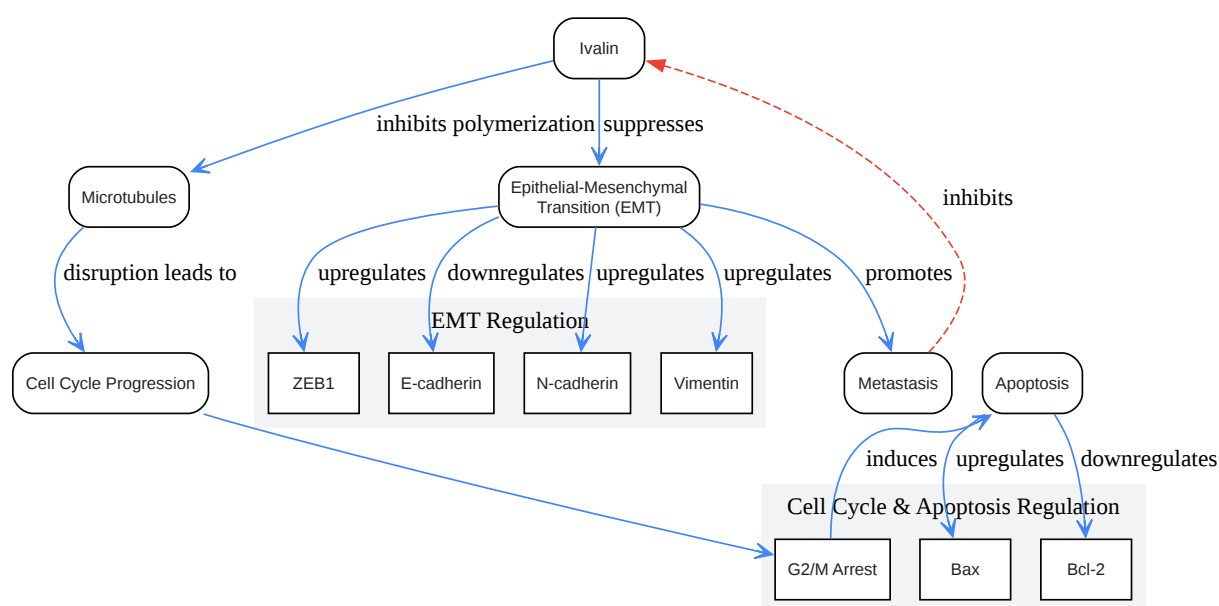 Ivalin
inhibits polymerization
suppresses
Microtubules
Epithelial-Mesenchymal
Transition (EMT)
inhibits
disruption leads to
upregulates
downregulates
upregulates
upregulates
promotes
EMT Regulation
Cell Cycle Progression
ZEB1
E-cadherin
N-cadherin
Vimentin
Metastasis
Apoptosis
induces
upregulates
downregulates
Cell Cycle & Apoptosis Regulation
G2/M Arrest
Bax
Bcl-2